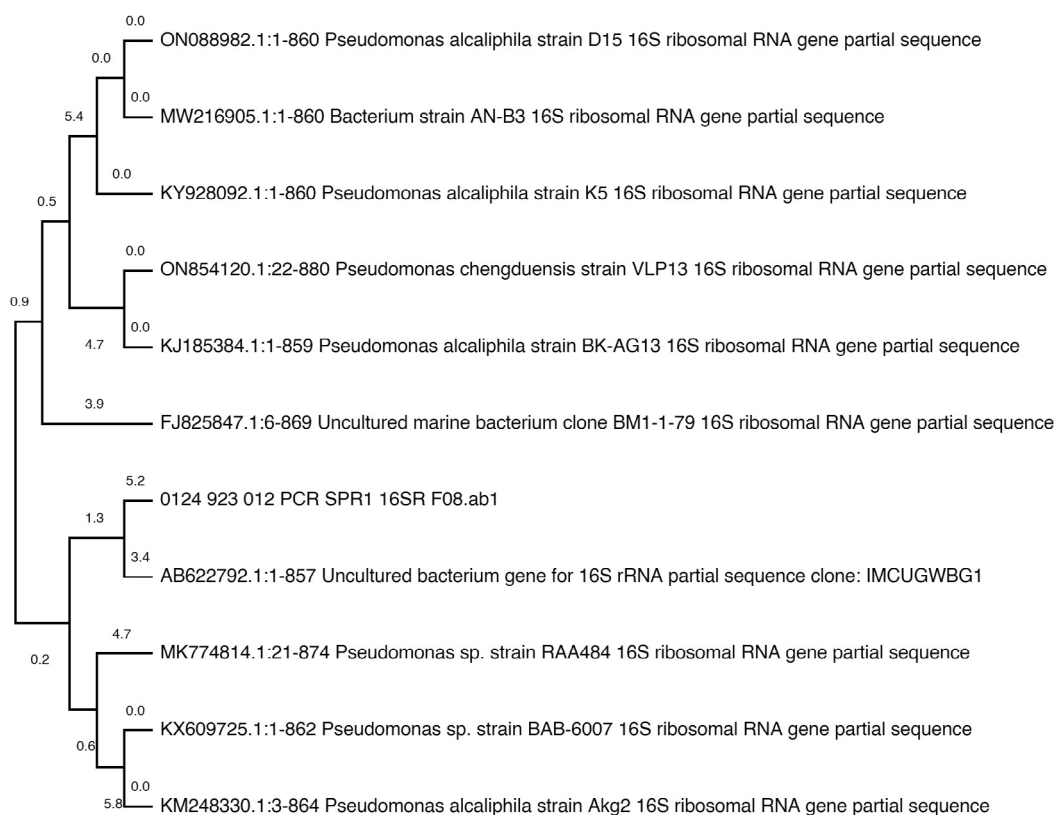 0.0
ON088982.1:1-860 Pseudomonas alcaliphila strain D15 16S ribosomal RNA gene partial sequence
0.0
0.0
MW216905.1:1-860 Bacterium strain AN-B3 16S ribosomal RNA gene partial sequence
5.4
0.0
KY928092.1:1-860 Pseudomonas alcaliphila strain K5 16S ribosomal RNA gene partial sequence
0.5
0.0
ON854120.1:22-880 Pseudomonas chengduensis strain VLP13 16S ribosomal RNA gene partial sequence
0.9
0.0
4.7
KJ185384.1:1-859 Pseudomonas alcaliphila strain BK-AG13 16S ribosomal RNA gene partial sequence
3.9
FJ825847.1:6-869 Uncultured marine bacterium clone BM1-1-79 16S ribosomal RNA gene partial sequence
5.2
0124 923 012 PCR SPR1 16SR F08.ab1
1.3
3.4
AB622792.1:1-857 Uncultured bacterium gene for 16S rRNA partial sequence clone: IMCUGWBG1
4.7
MK774814.1:21-874 Pseudomonas sp. strain RAA484 16S ribosomal RNA gene partial sequence
0.2
0.0
KX609725.1:1-862 Pseudomonas sp. strain BAB-6007 16S ribosomal RNA gene partial sequence
0.6
0.0
5.8
KM248330.1:3-864 Pseudomonas alcaliphila strain Akg2 16S ribosomal RNA gene partial sequence